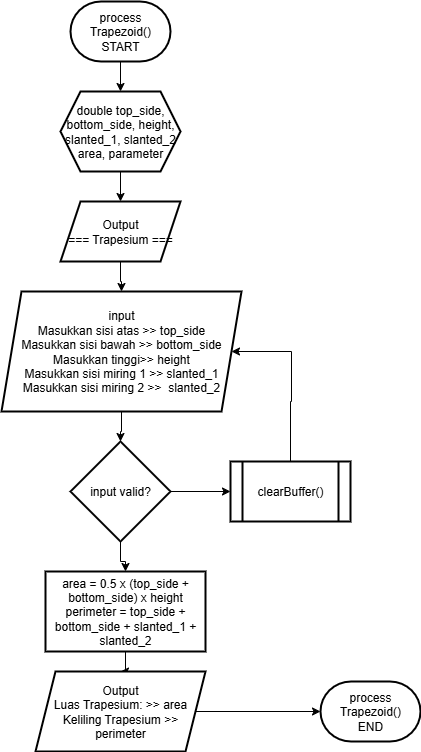 process
Trapezoid()
START
double top_side,
bottom_side, height,
slanted_1, slanted_2
area, parameter
Output
=== Trapesium ===
input
Masukkan sisi atas >> top_side
Masukkan sisi bawah >> bottom_side
Masukkan tinggi>> height
Masukkan sisi miring 1 >> slanted_1
Masukkan sisi miring 2 >> slanted_2
input valid?
clearBuffer()
area = 0.5 x (top_side +
bottom_side) x height
perimeter = top_side +
bottom_side + slanted_1 +
slanted_2
Output
Luas Trapesium: >> area
Keliling Trapesium >>
perimeter
process
Trapezoid()
END